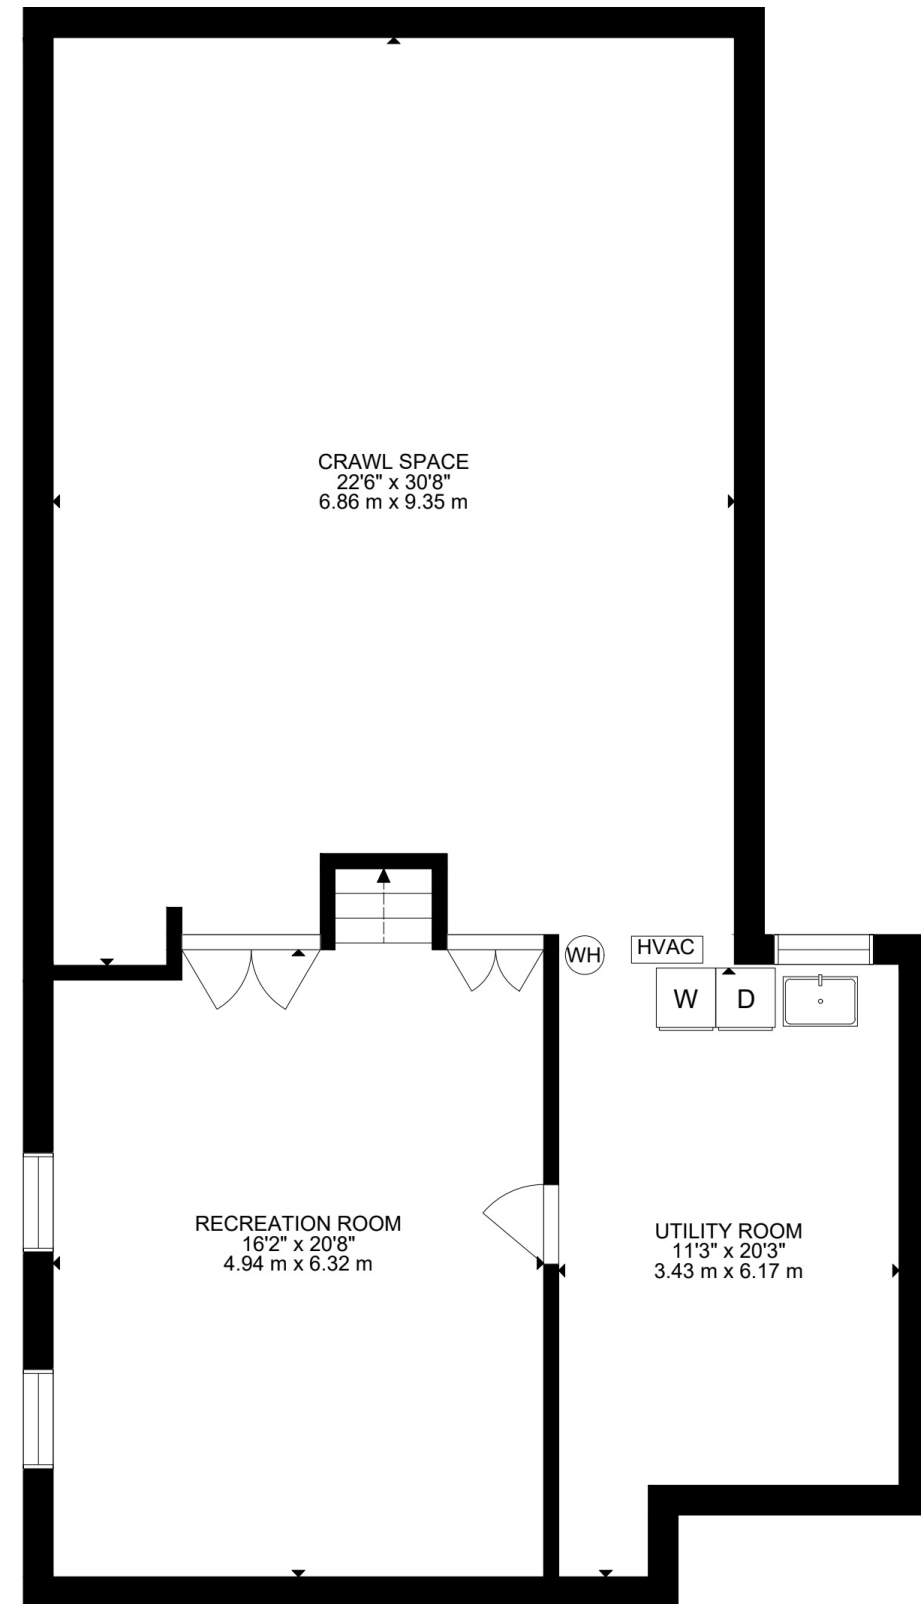 CRAWL SPACE
22'6" x 30'8"
6.86 m x 9.35 m
WH
HVAC
W
D
RECREATION ROOM
16'2" x 20'8"
4.94 m x 6.32 m
UTILITY ROOM
11'3" x 20'3"
3.43 m x 6.17 m